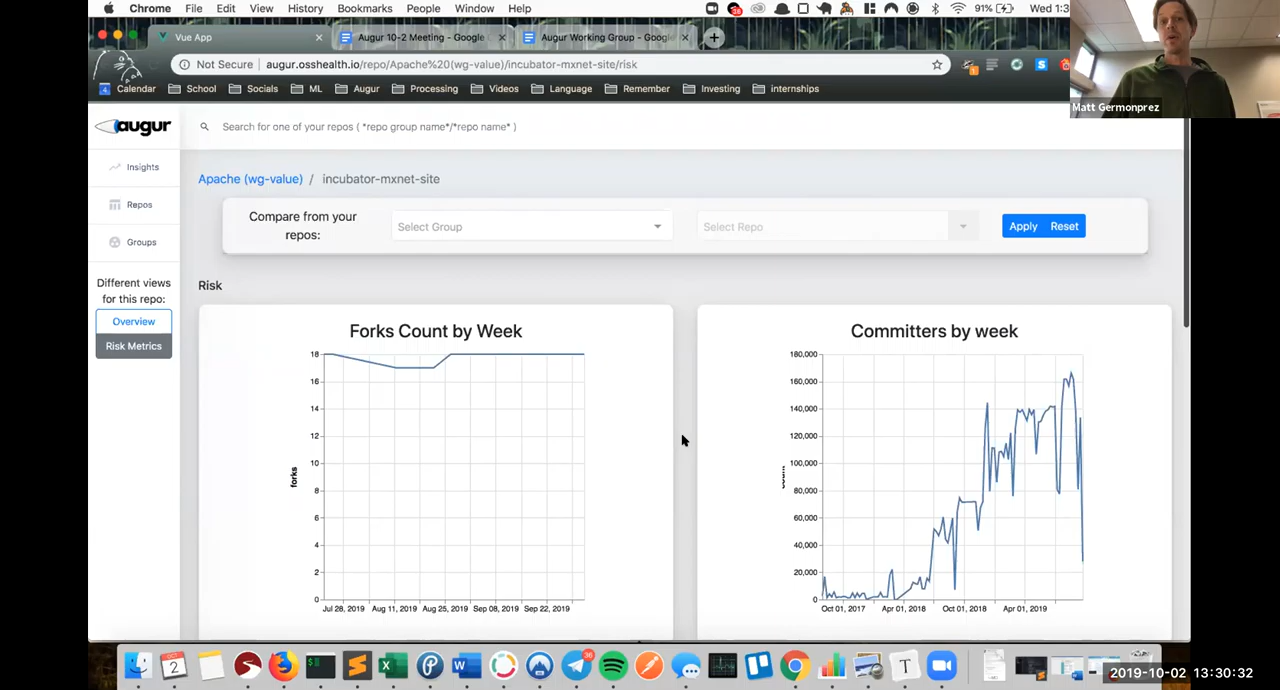 Chrome File Edit View History Bookmarks People Window Help 91% Wed 1:3
Vue App Augur 10-2 Meeting - Google Augur Working Group - Goog
Not Secure augur.osshealth.io/repo/Apache%20(wg-value)/incubator-mxnet-site/risk
Calendar School Socials ML Augur Processing Videos Language Remember Investing internships
Matt Germonprez
augur
Search for one of your repos ( *repo group name*/*repo name* )
Insights
Repos
Groups
Different views
for this repo:
Overview
Risk Metrics
Apache (wg-value) / incubator-mxnet-site
Compare from your
repos:
Select Group
Select Repo
Apply Reset
Risk
Forks Count by Week
18
16
14
12
10
8
6
4
2
0
forks
Jul 28, 2019 Aug 11, 2019 Aug 25, 2019 Sep 08, 2019 Sep 22, 2019
Committers by week
180,000
160,000
140,000
120,000
100,000
80,000
60,000
40,000
20,000
0
Oct 01, 2017 Apr 01, 2018 Oct 01, 2018 Apr 01, 2019
2019-10-02 13:30:32